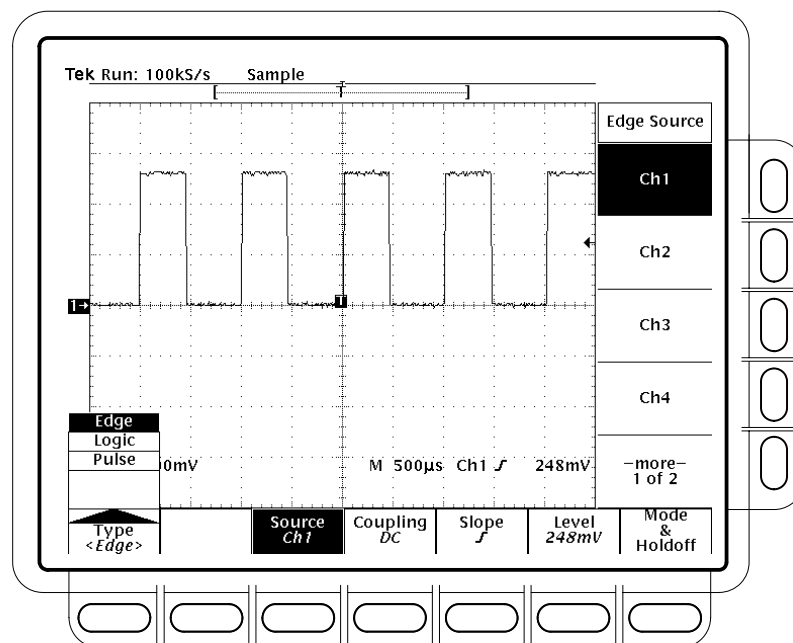 Tek Run: 100kS/s Sample
[ T ]
Edge Source
Ch1
Ch2
Ch3
Ch4
–more–
1 of 2
1→
T
Edge
Logic
Pulse
0mV M 500µs Ch1 248mV
Type
<Edge>
Source
Ch1
Coupling
DC
Slope
Level
248mV
Mode
&
Holdoff